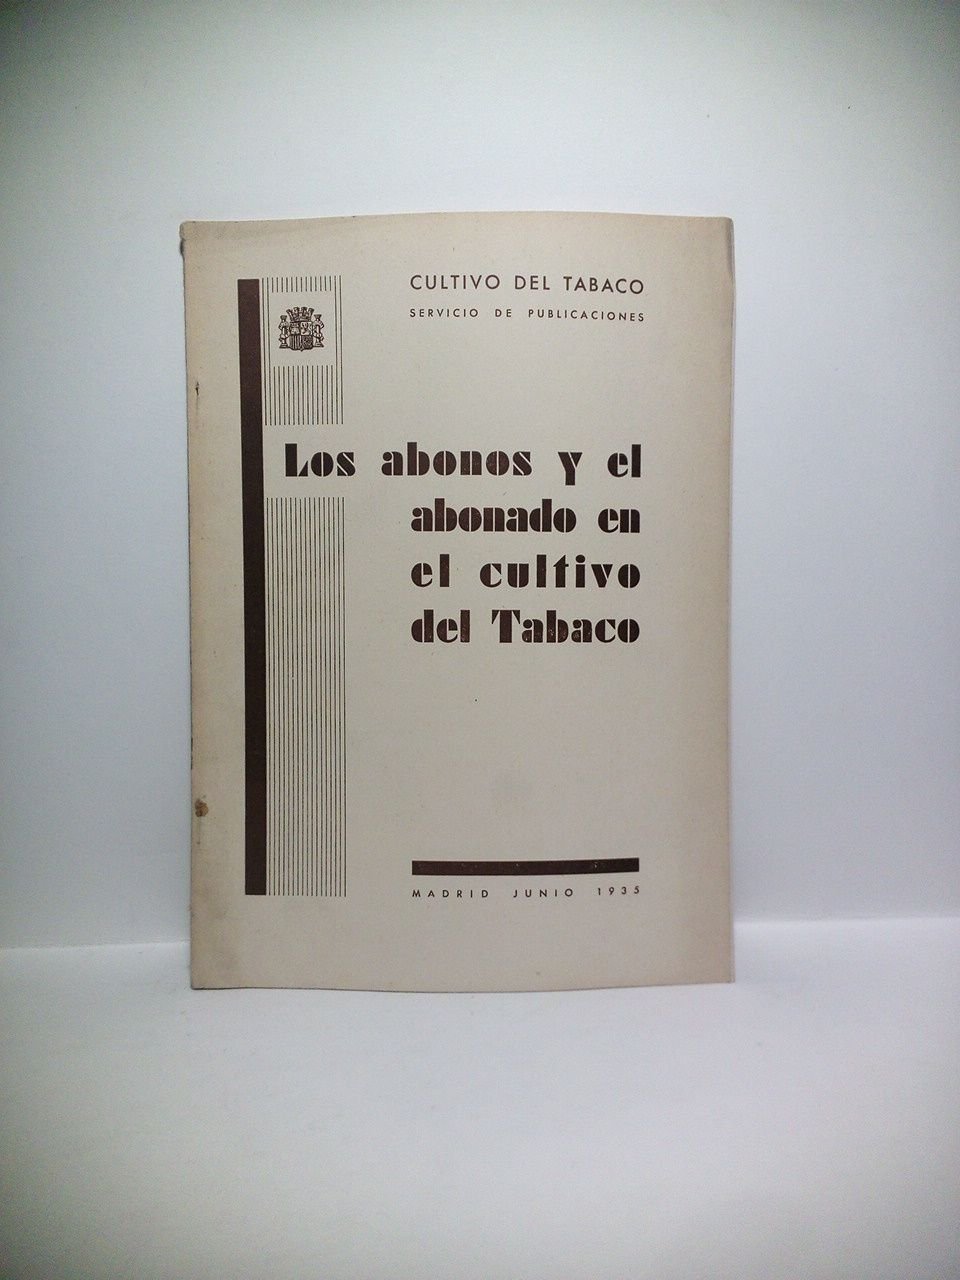 CULTIVO DEL TABACO
SERVICIO DE PUBLICACIONES
Los abonos y el
abonado en
el cultivo
del Tabaco
MADRID JUNIO 1935